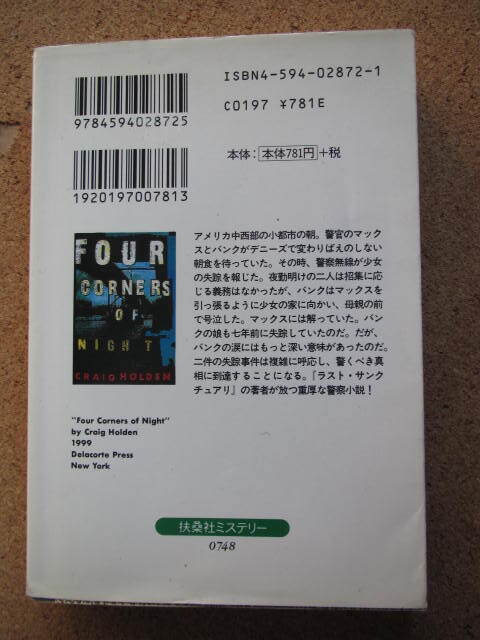 ISBN4-594-02872-1
9784594028725
C0197 ¥781E
本体：本体781円+税
1920197007813
アメリカ中西部の小都市の朝。警官のマック
スとバンクがデニーズで変わりばえのしない
朝食を待っていた。その時、警察無線が少女
の失踪を報じた。夜勤明けの二人は招集に応
じる義務はなかったが、バンクはマックスを
引っ張るように少女の家に向かい、母親の前
で号泣した。マックスには解っていた。バン
クの娘も七年前に失踪していたのだ。だが、
バンクの涙にはもっと深い意味があったのだ。
二件の失踪事件は複雑に呼応し、驚くべき真
相に到達することになる。『ラスト・サンク
チュアリ』の著者が放つ重厚な警察小説！
FOUR
CORNERS
OF
NIGHT
CRAIG HOLDEN
"Four Corners of Night"
by Craig Holden
1999
Delacorte Press
New York
扶桑社ミステリー
0748